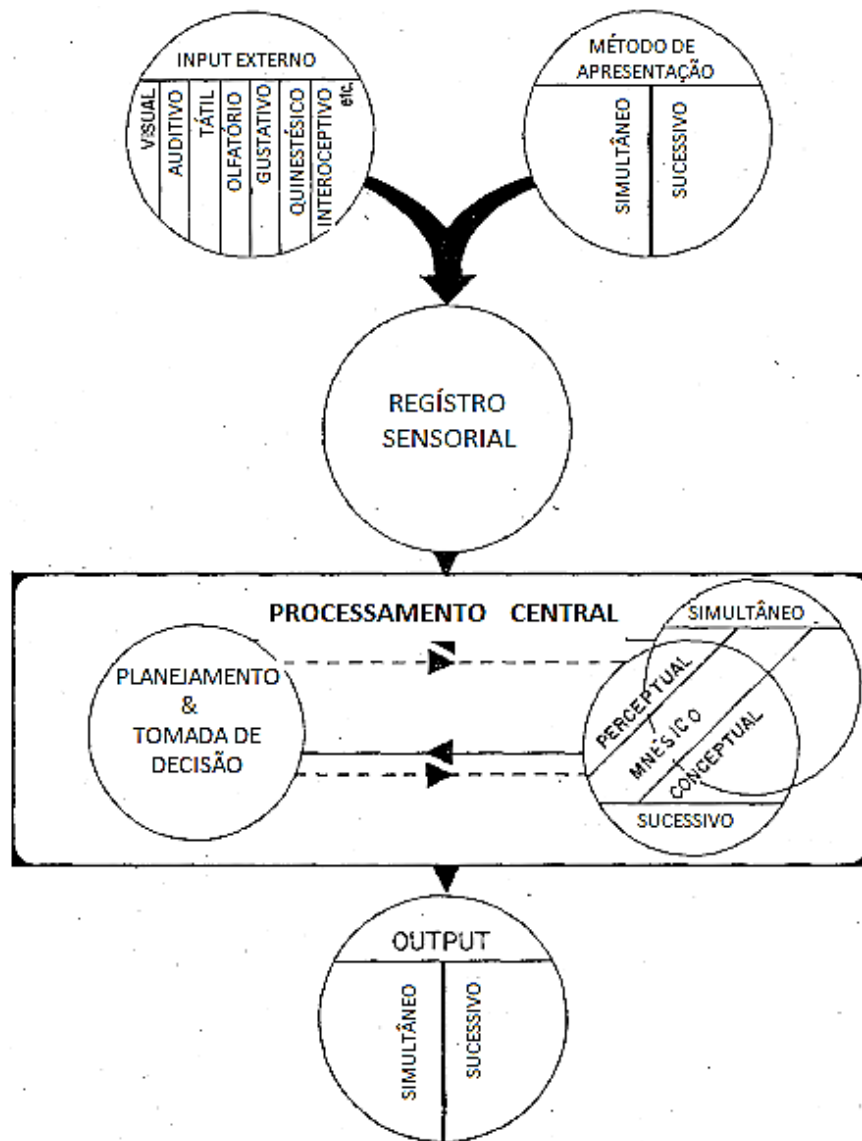 INPUT EXTERNO
VISUAL
AUDITIVO
TÁTIL
OLFATÓRIO
GUSTATIVO
QUINESTÉSICO
INTEROCEPTIVO
etc.
MÉTODO DE
APRESENTAÇÃO
SIMULTÂNEO
SUCESSIVO
REGÍSTRO
SENSORIAL
PROCESSAMENTO CENTRAL
PLANEJAMENTO
&
TOMADA DE
DECISÃO
SIMULTÂNEO
PERCEPTUAL
MNÉSICO
CONCEPTUAL
SUCESSIVO
OUTPUT
SIMULTÂNEO
SUCESSIVO